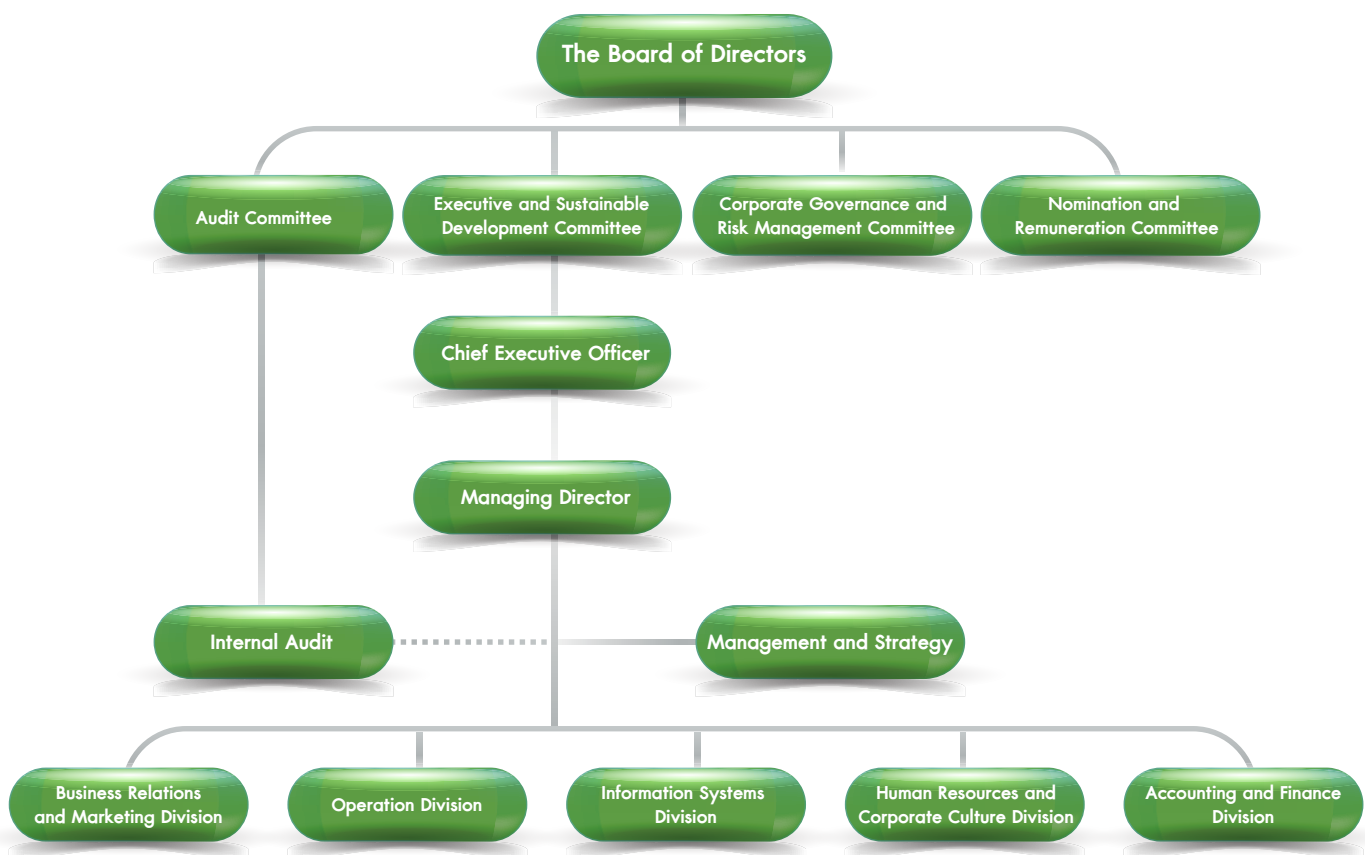 The Board of Directors
Audit Committee
Executive and Sustainable
Development Committee
Corporate Governance and
Risk Management Committee
Nomination and
Remuneration Committee
Chief Executive Officer
Managing Director
Internal Audit
Management and Strategy
Business Relations
and Marketing Division
Operation Division
Information Systems
Division
Human Resources and
Corporate Culture Division
Accounting and Finance
Division